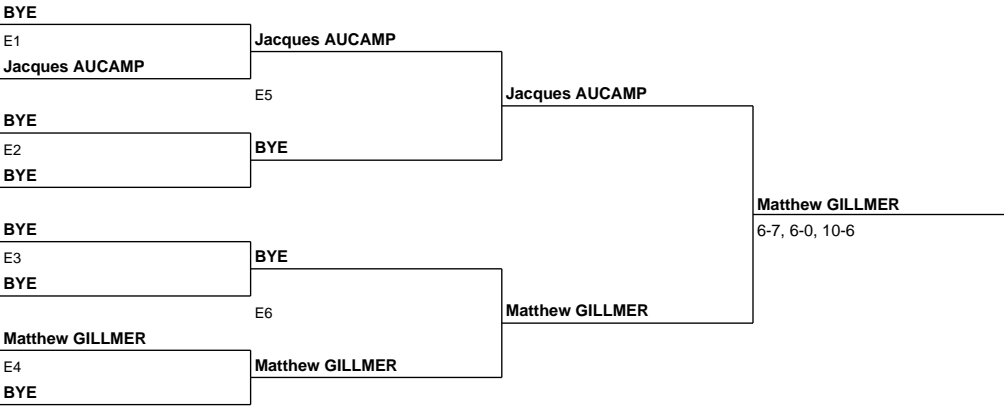 BYE
E1
Jacques AUCAMP
Jacques AUCAMP
E5
Jacques AUCAMP
BYE
E2
BYE
BYE
Matthew GILLMER
6-7, 6-0, 10-6
BYE
E3
BYE
BYE
E6
Matthew GILLMER
Matthew GILLMER
E4
BYE
Matthew GILLMER